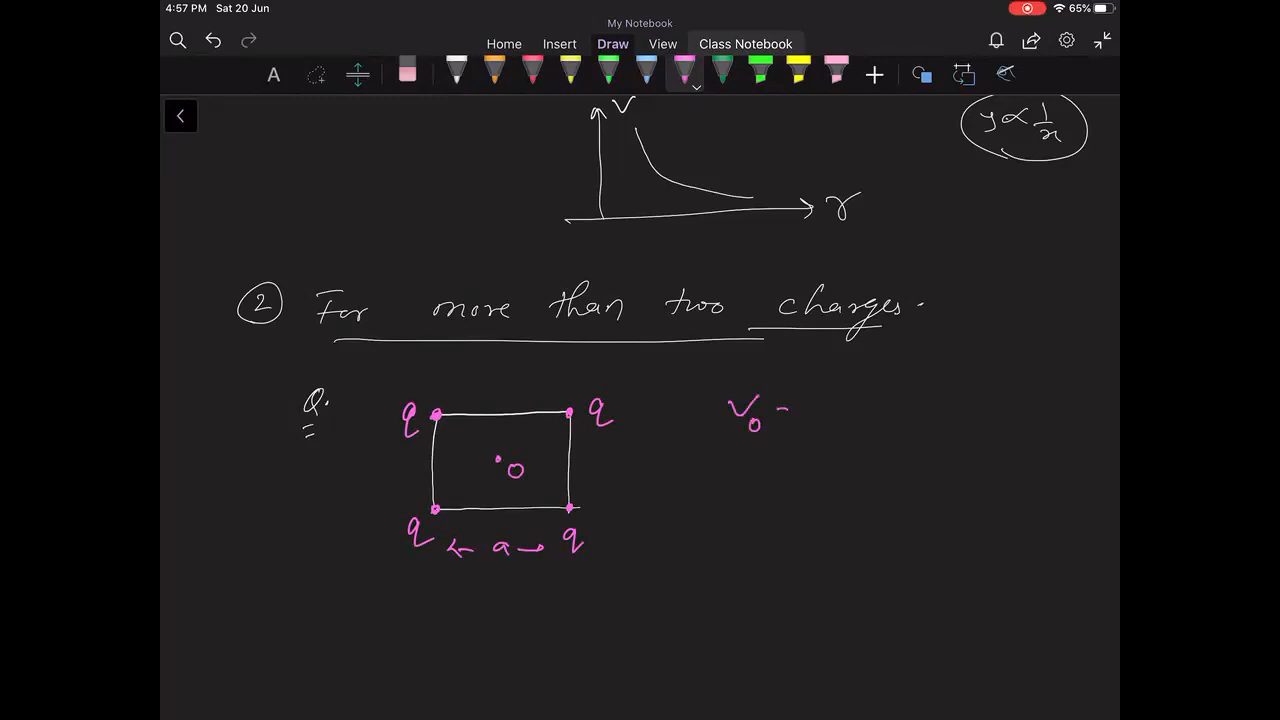 4:57 PM Sat 20 Jun
65%
My Notebook
Home Insert Draw View Class Notebook
A
V
y ∝ 1/x
r
② For more than two charges.
Q.
q q
V₀ -
O
q q
← a →